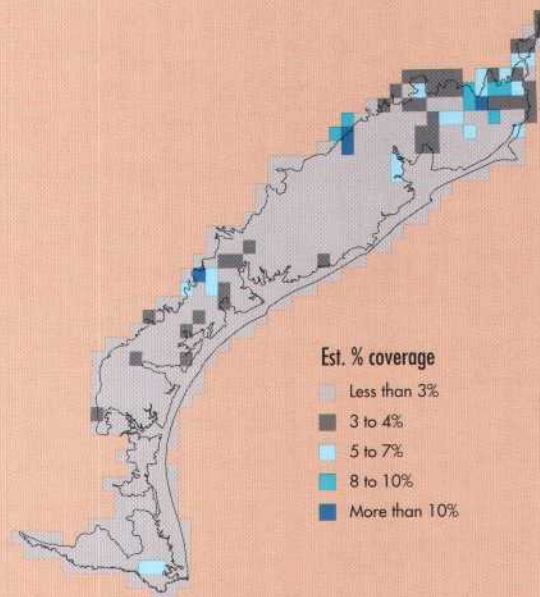 Est. % coverage
Less than 3%
3 to 4%
5 to 7%
8 to 10%
More than 10%